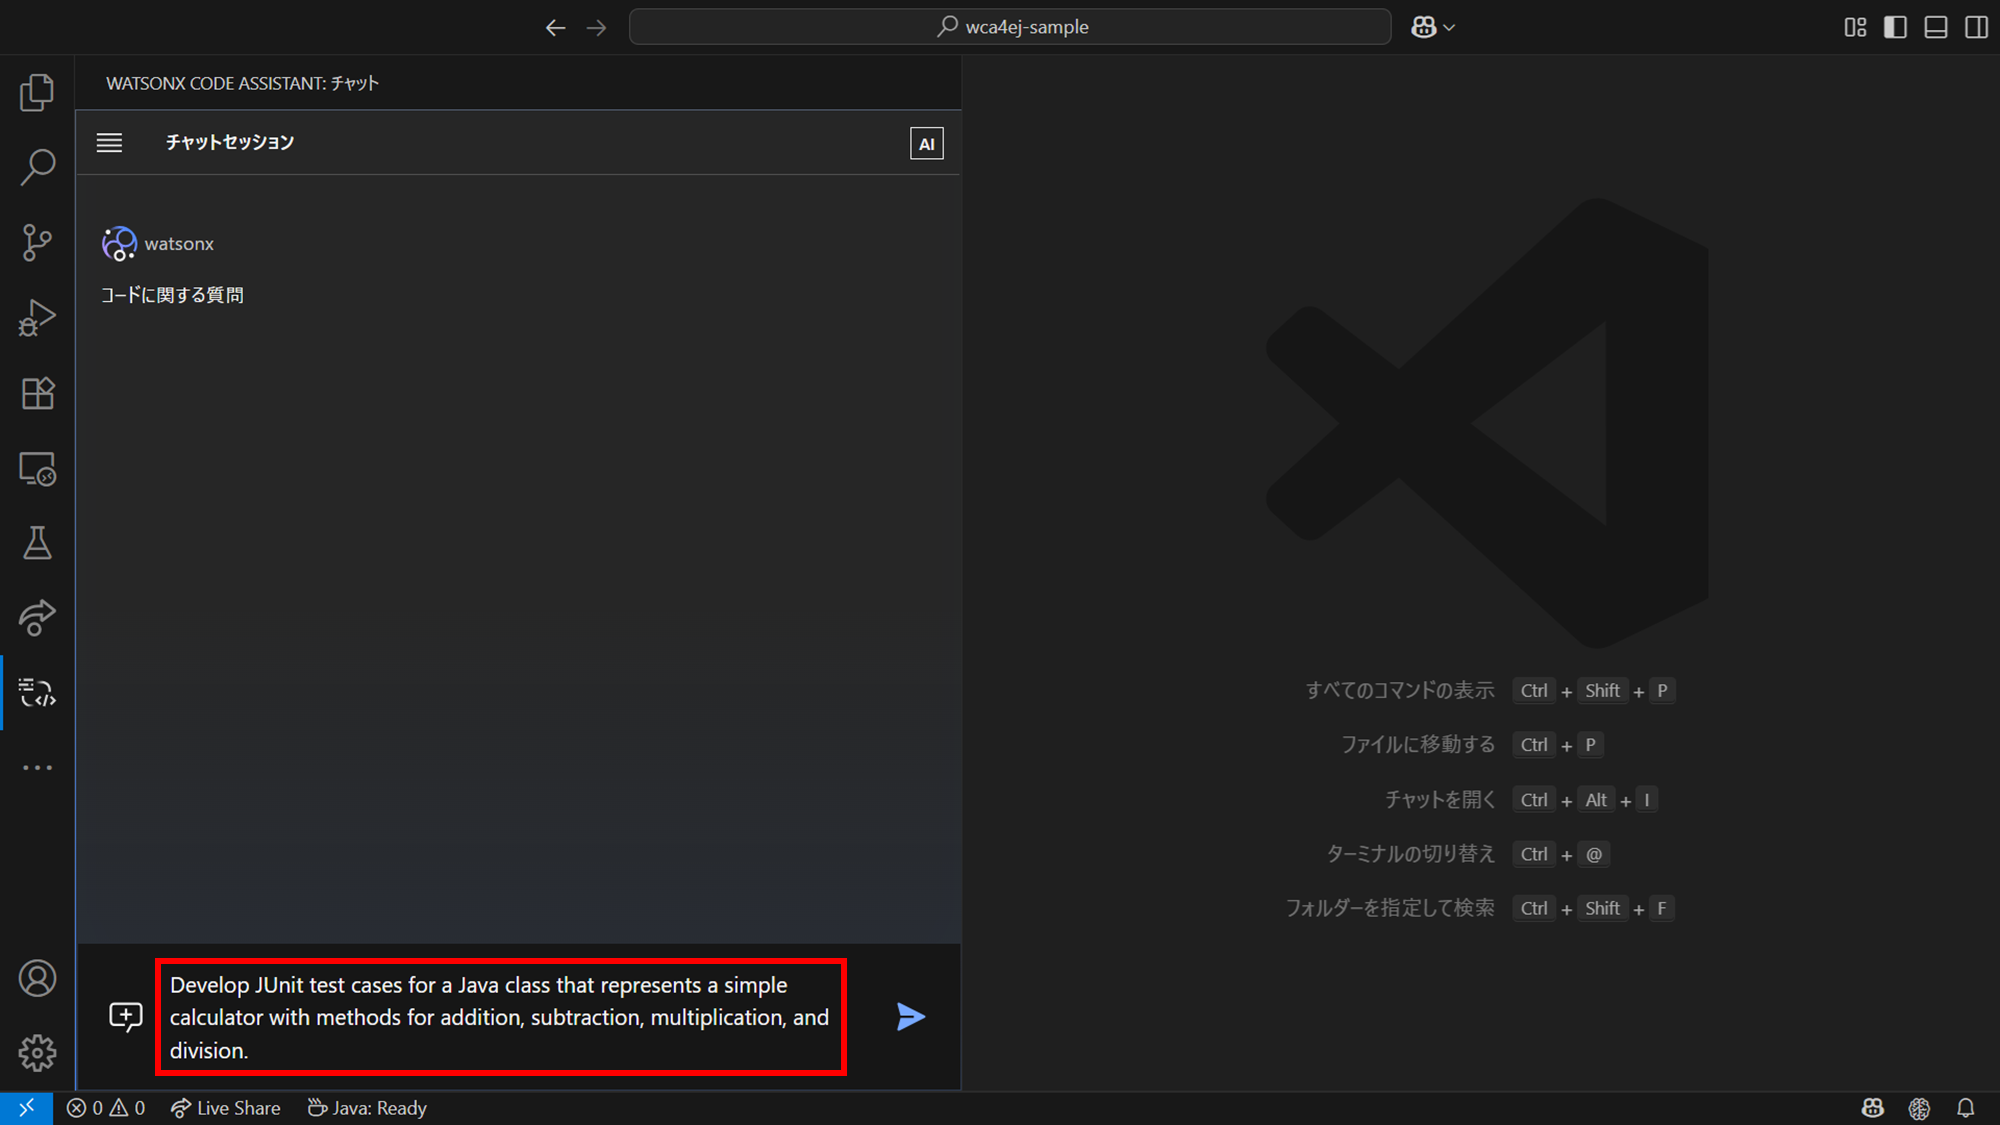 wca4ej-sample
WATSONX CODE ASSISTANT: チャット
チャットセッション
AI
watsonx
コードに関する質問
すべてのコマンドの表示 Ctrl + Shift + P
ファイルに移動する Ctrl + P
チャットを開く Ctrl + Alt + I
ターミナルの切り替え Ctrl + @
フォルダーを指定して検索 Ctrl + Shift + F
Develop JUnit test cases for a Java class that represents a simple
calculator with methods for addition, subtraction, multiplication, and
division.
0 0 Live Share Java: Ready